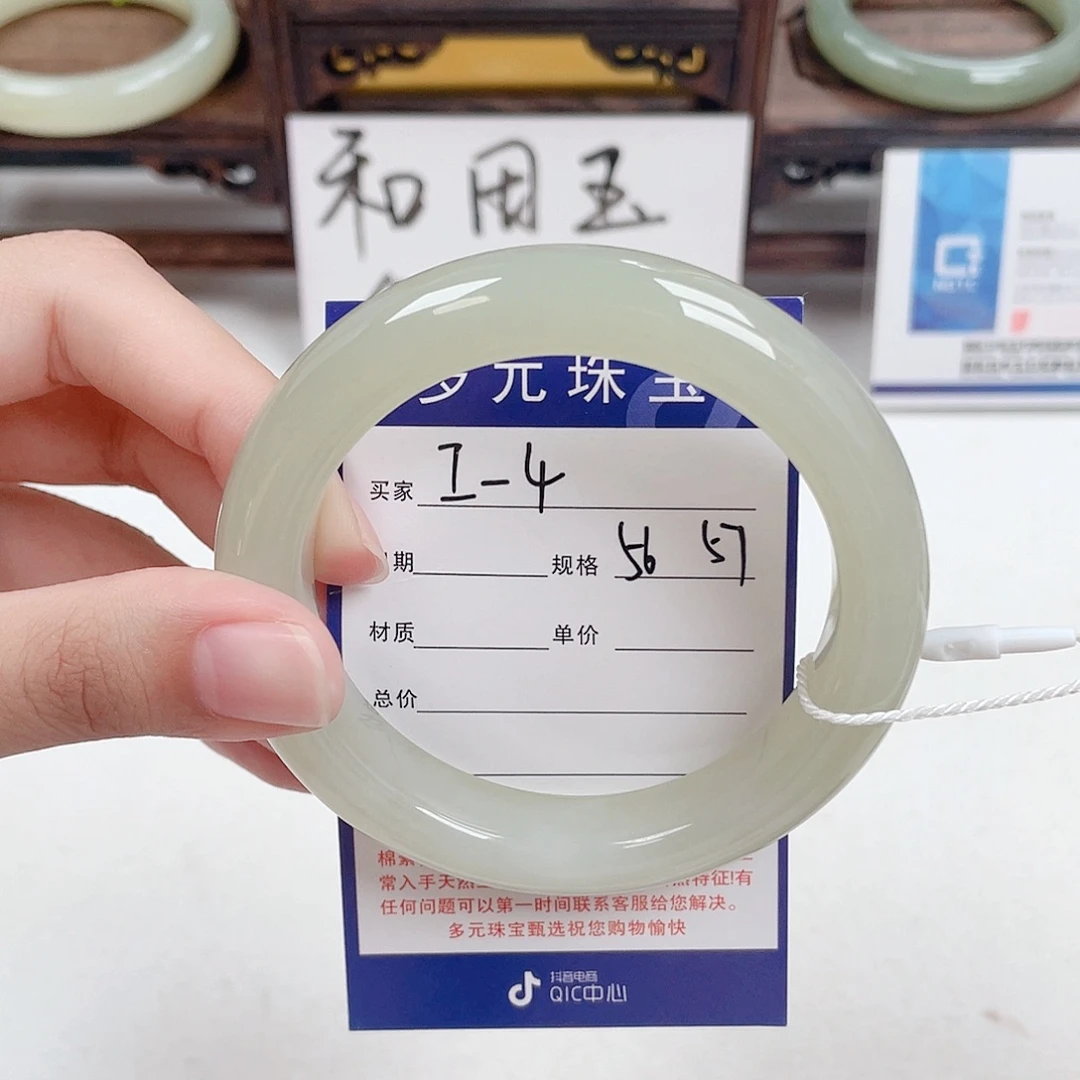 和田玉
多元珠宝
买家 I-4
期 规格 56 57
材质 单价
总价
常入手天然
特征!有
任何问题可以第一时间联系客服给您解决。
多元珠宝甄选祝您购物愉快
抖音电商
QIC中心